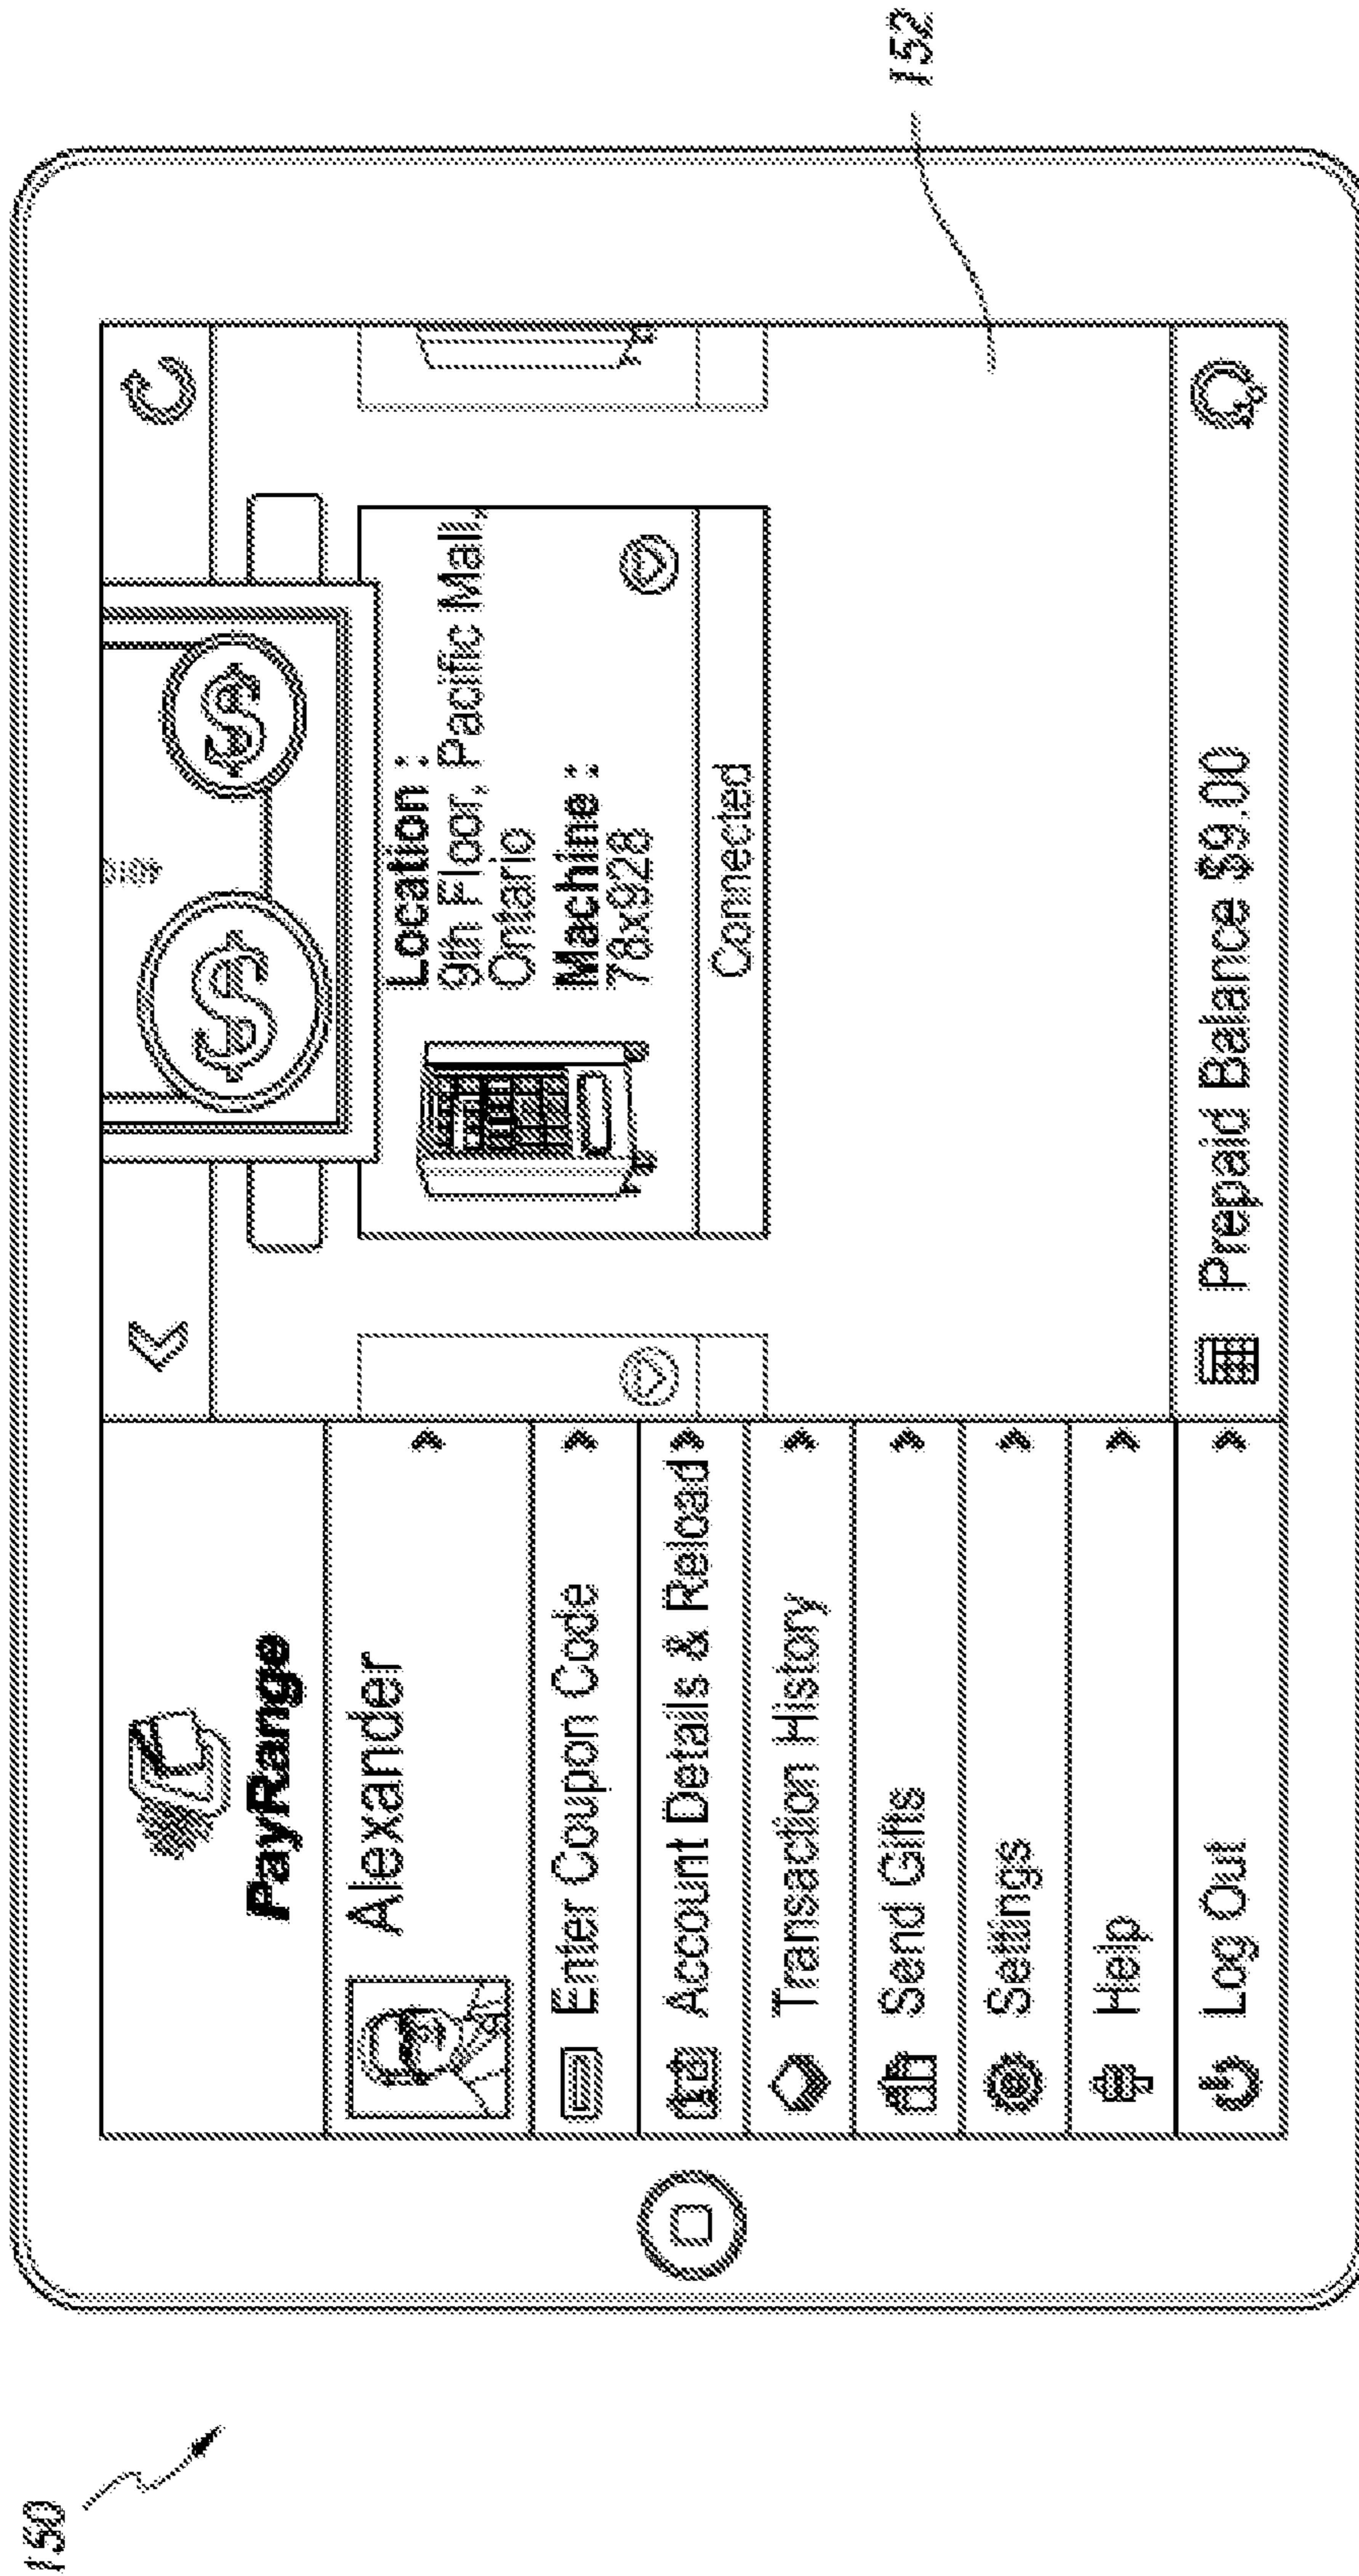 150
PayRange
Alexander
Enter Coupon Code
Account Details & Reload
Transaction History
Send Gifts
Settings
Help
Log Out
$ $
Location :
9th Floor, Pacific Mall,
Ontario
Machine :
78x928
Connected
Prepaid Balance $9.00
152